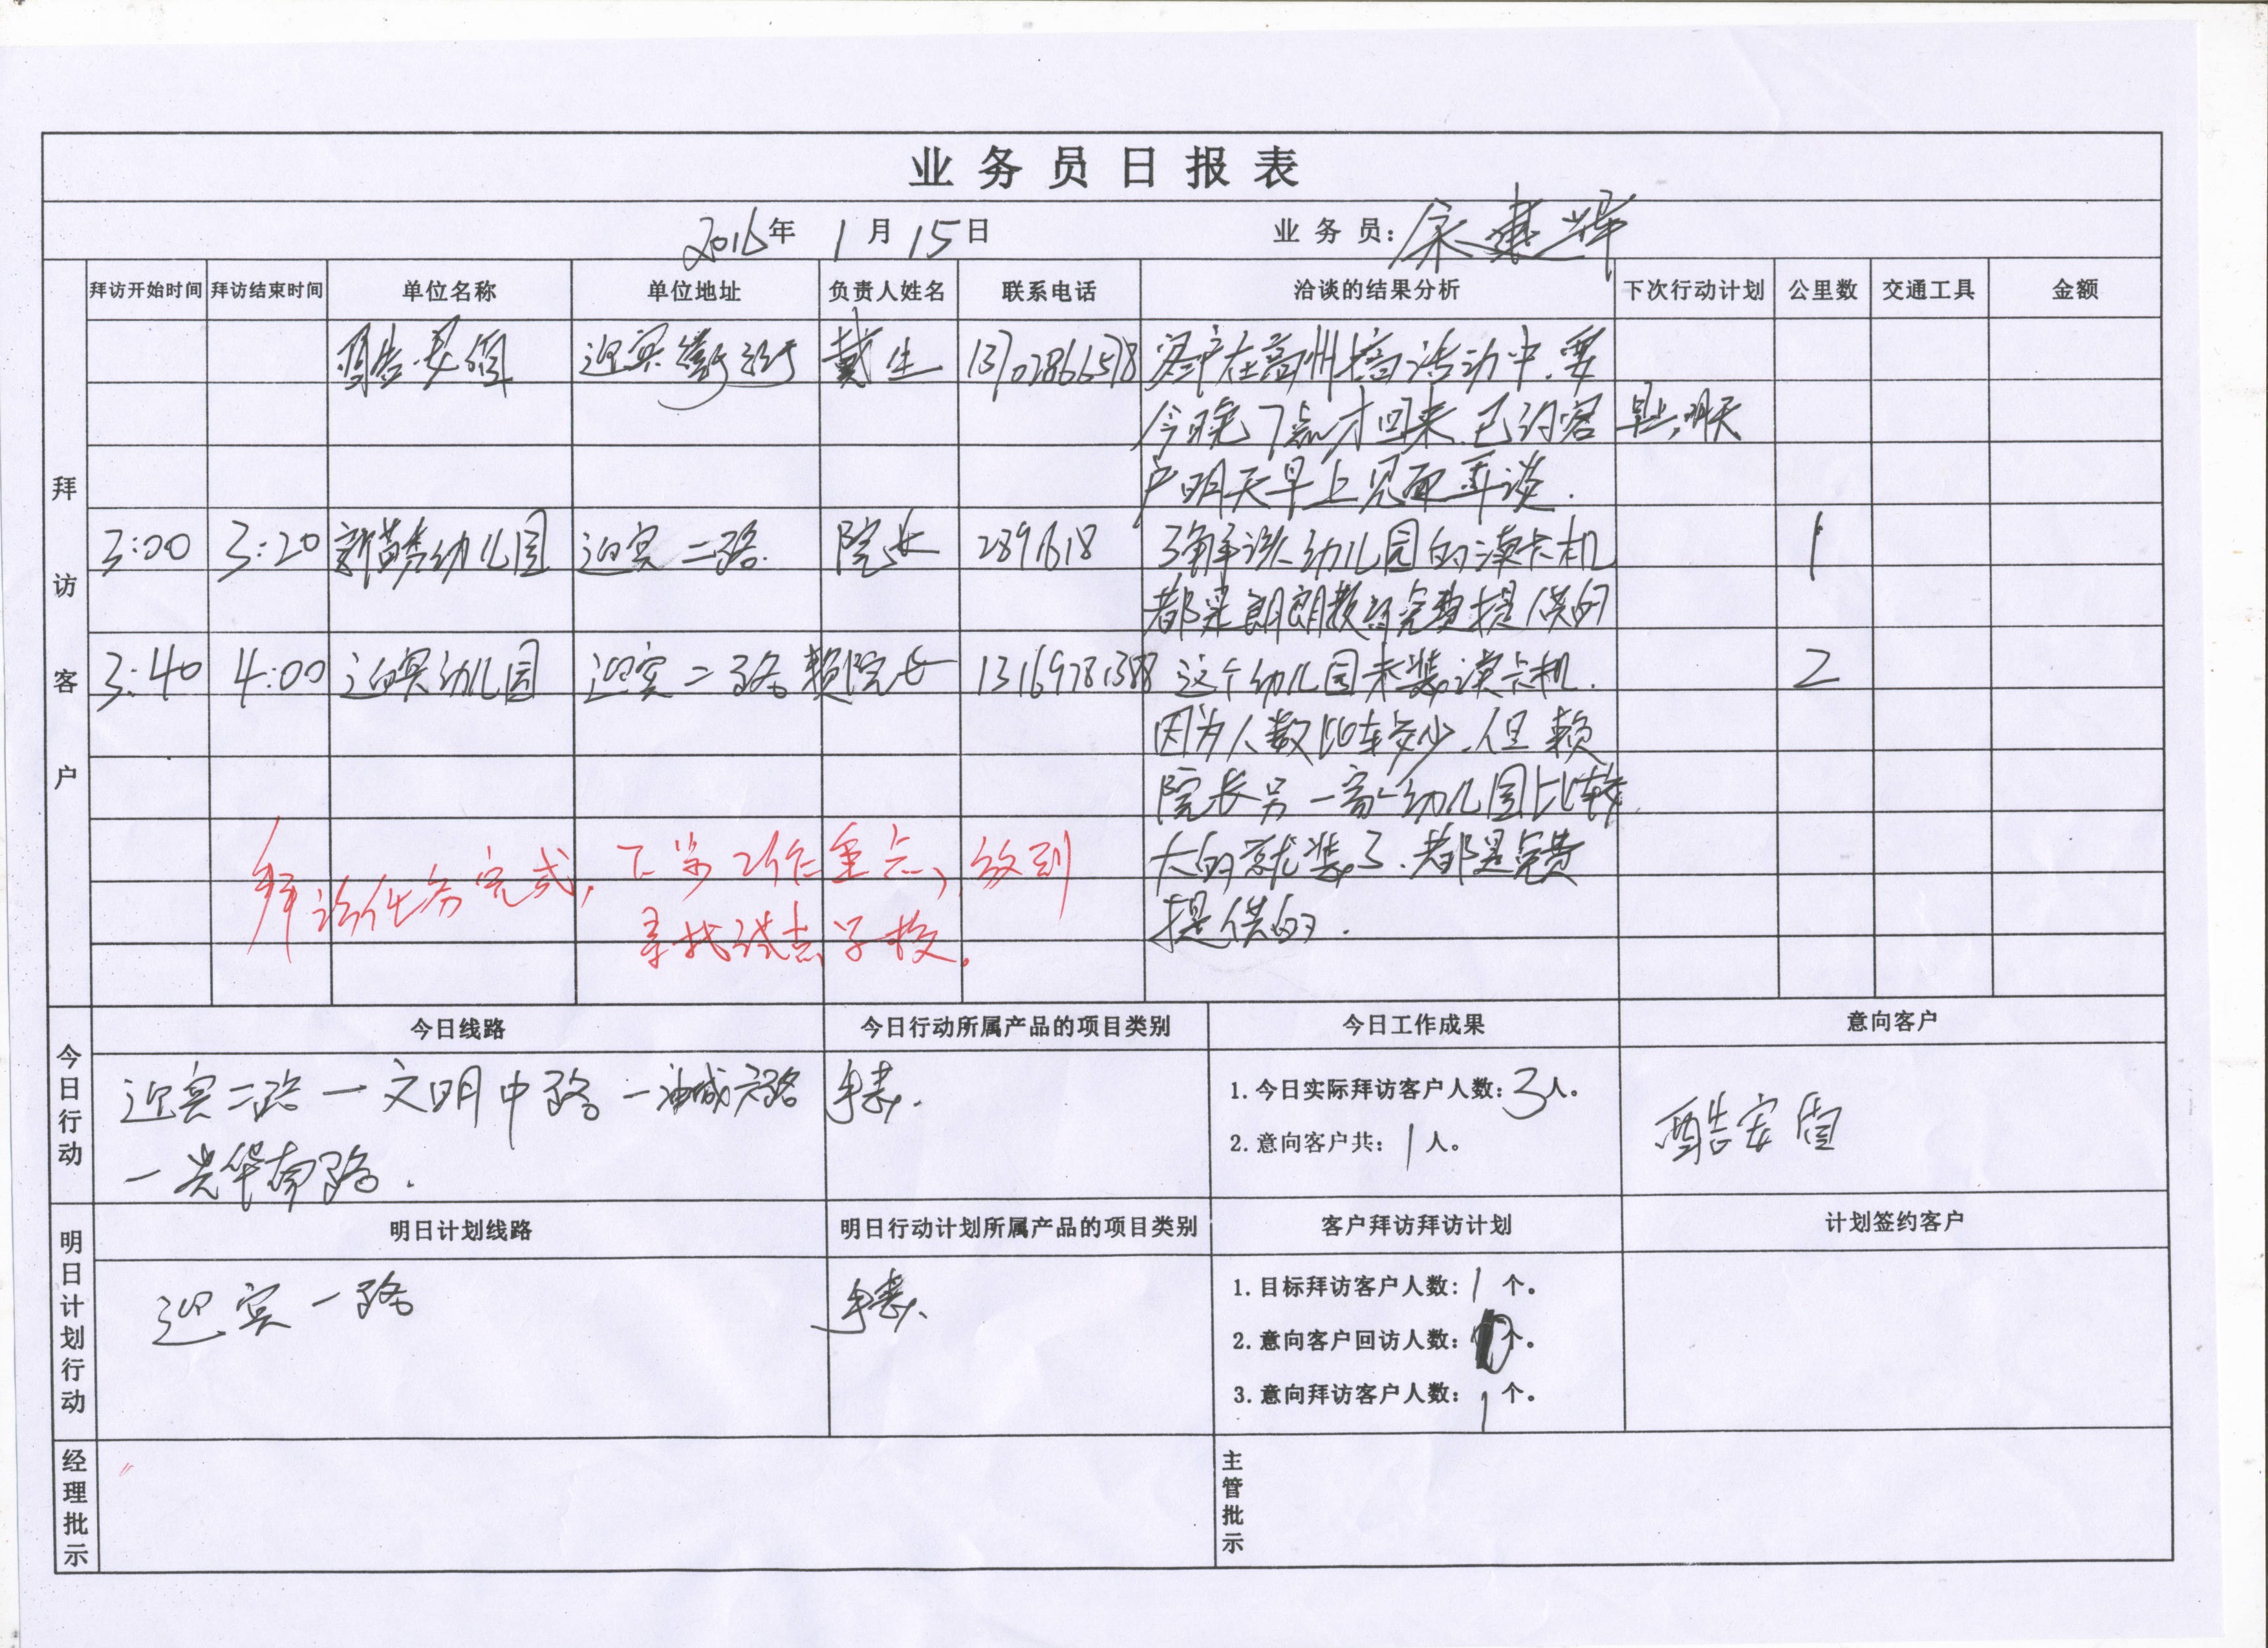 业务员日报表
2016年 1月15日 业务员:
拜访客户
拜访开始时间 拜访结束时间 单位名称 单位地址 负责人姓名 联系电话 洽谈的结果分析 下次行动计划 公里数 交通工具 金额
迎宾 戴生 13702866578 客户在高州搞活动中,要
今晚7点才回来.已约客 明天
户明天早上见面再谈.
3:00 3:20 新苗幼儿园 迎宾二路. 院长 2891618 了解该幼儿园的读卡机 1
都是朗朗教育免费提供的
3:40 4:00 迎宾幼儿园 迎宾二路 赖院长 13169781388 这个幼儿园未装读卡机. 2
因为人数比较少.但赖
院长另一家幼儿园比较
大的就装了.都是免费
提供的.
拜访任务完成,下步工作重点,放到
寻找试点学校。
今日行动
今日线路 今日行动所属产品的项目类别 今日工作成果 意向客户
迎宾二路一文明中路一油城六路 手表.
一光华南路.
1.今日实际拜访客户人数:3人。
2.意向客户共:1人。
酷安值
明日计划行动
明日计划线路 明日行动计划所属产品的项目类别 客户拜访拜访计划 计划签约客户
迎宾一路 手表.
1.目标拜访客户人数:1个。
2.意向客户回访人数:个。
3.意向拜访客户人数:1个。
经理批示
主管批示